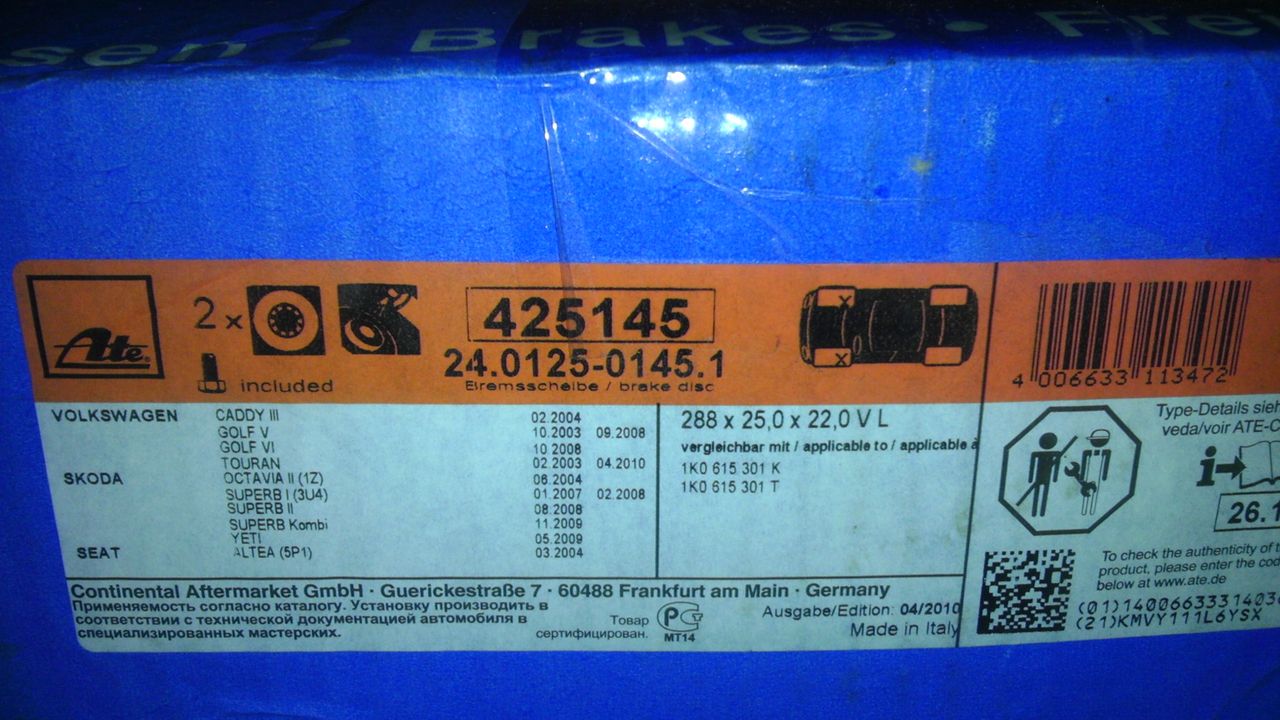 sen • Brakes • Fre
Ate®
2 x
included
425145
24.0125-0145.1
Bremsscheibe / brake disc
x
x
4 006633 113472
VOLKSWAGEN CADDY III 02.2004
GOLF V 10.2003 09.2008
GOLF VI 10.2008
TOURAN 02.2003 04.2010
SKODA OCTAVIA II (1Z) 06.2004
SUPERB I (3U4) 01.2007 02.2008
SUPERB II 08.2008
SUPERB Kombi 11.2009
YETI 05.2009
SEAT ALTEA (5P1) 03.2004
288 x 25,0 x 22,0 V L
vergleichbar mit / applicable to / applicable à
1K0 615 301 K
1K0 615 301 T
Type-Details sieh
veda/voir ATE-C
26.1
Continental Aftermarket GmbH · Guerickestraße 7 · 60488 Frankfurt am Main · Germany
Применяемость согласно каталогу. Установку производить в
соответствии с технической документацией автомобиля в
специализированных мастерских.
Товар
сертифицирован.
МТ14
Ausgabe/Edition: 04/2010
Made in Italy
To check the authenticity of t
product, please enter the cod
below at www.ate.de
(01)1400663331403
(21)KMVY111L6YSX